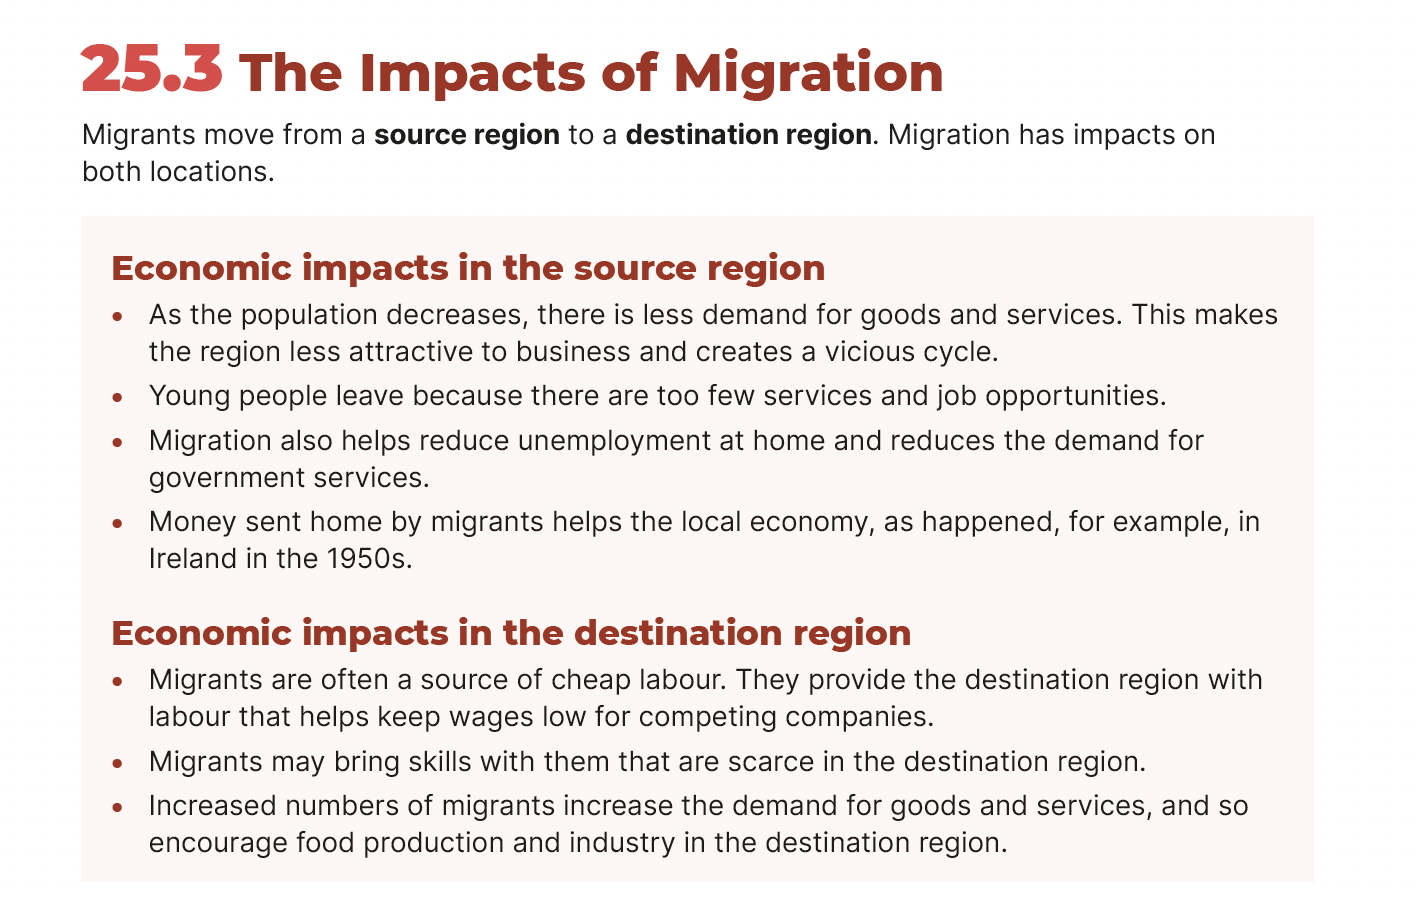 25.3 The Impacts of Migration
Migrants move from a source region to a destination region. Migration has impacts on
both locations.
Economic impacts in the source region
• As the population decreases, there is less demand for goods and services. This makes
the region less attractive to business and creates a vicious cycle.
• Young people leave because there are too few services and job opportunities.
• Migration also helps reduce unemployment at home and reduces the demand for
government services.
• Money sent home by migrants helps the local economy, as happened, for example, in
Ireland in the 1950s.
Economic impacts in the destination region
• Migrants are often a source of cheap labour. They provide the destination region with
labour that helps keep wages low for competing companies.
• Migrants may bring skills with them that are scarce in the destination region.
• Increased numbers of migrants increase the demand for goods and services, and so
encourage food production and industry in the destination region.